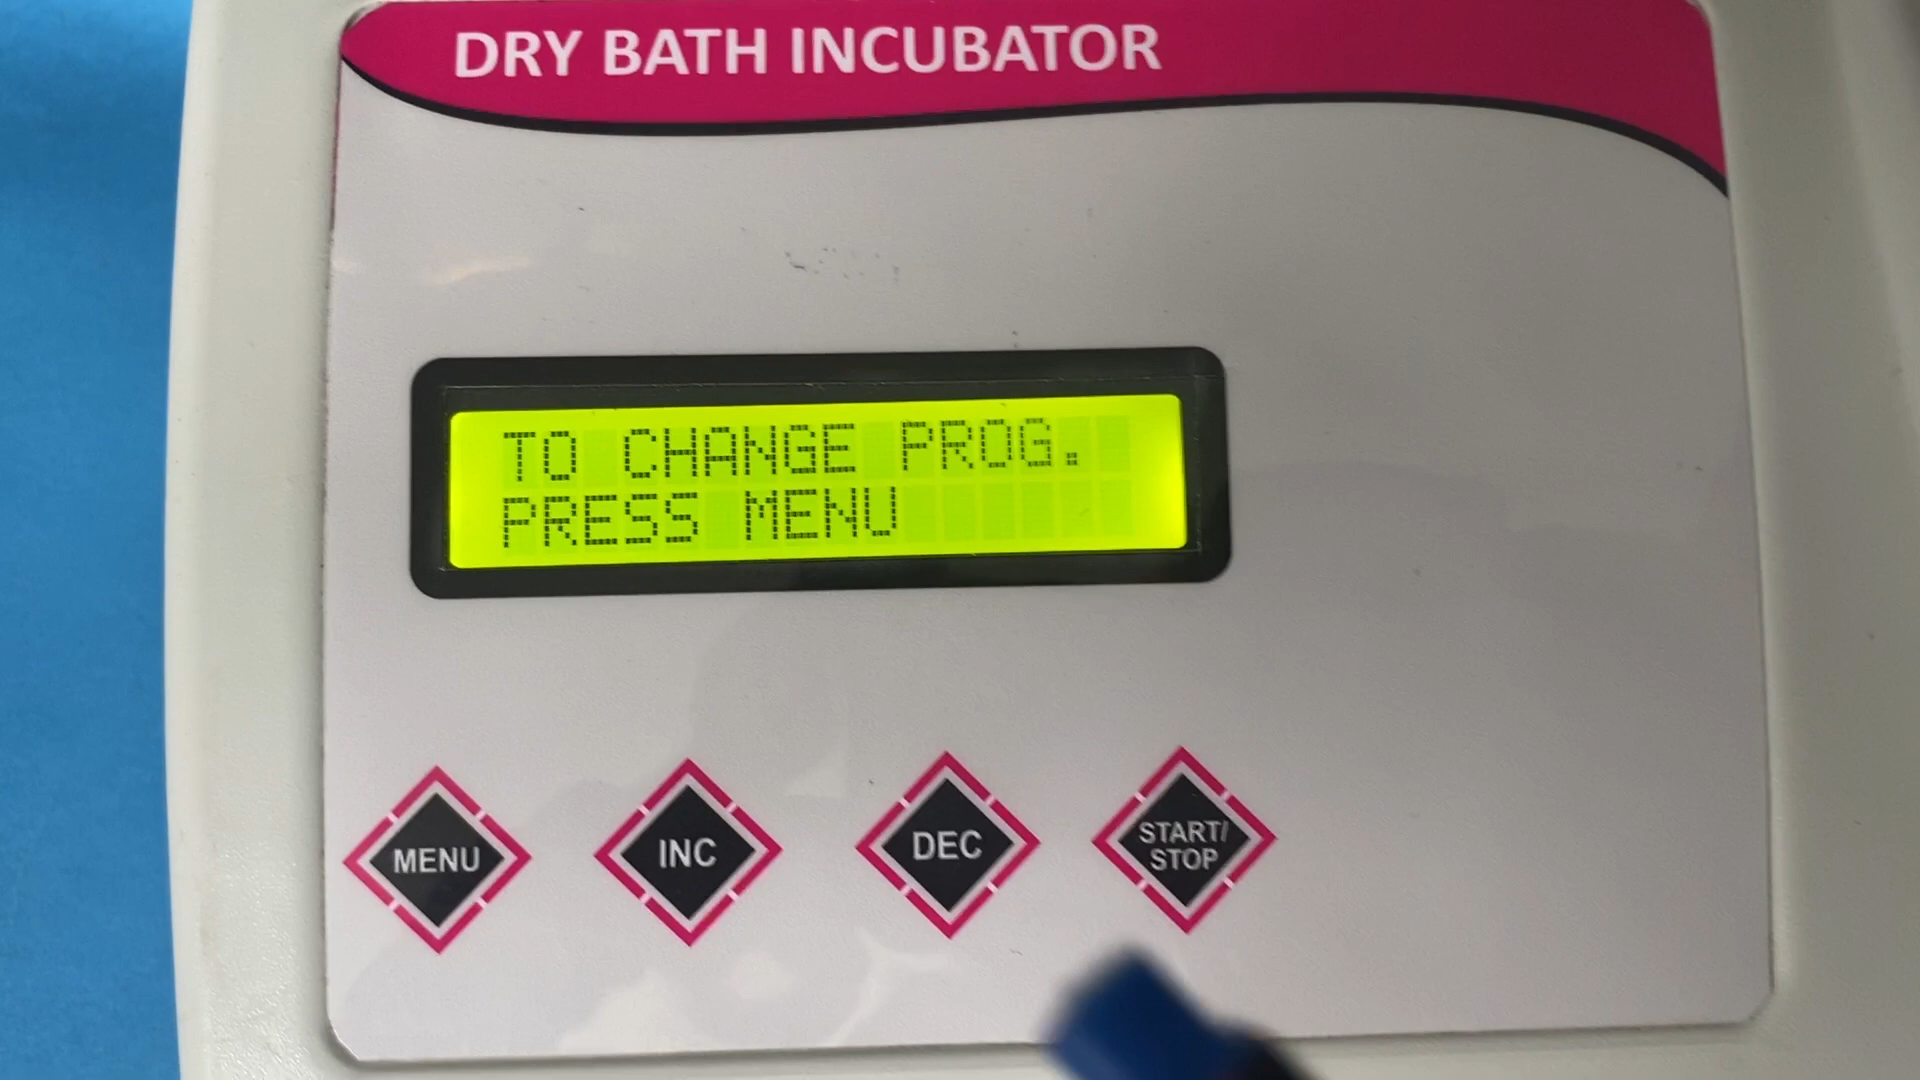 DRY BATH INCUBATOR
TO CHANGE PROG.
PRESS MENU
MENU
INC
DEC
START/
STOP